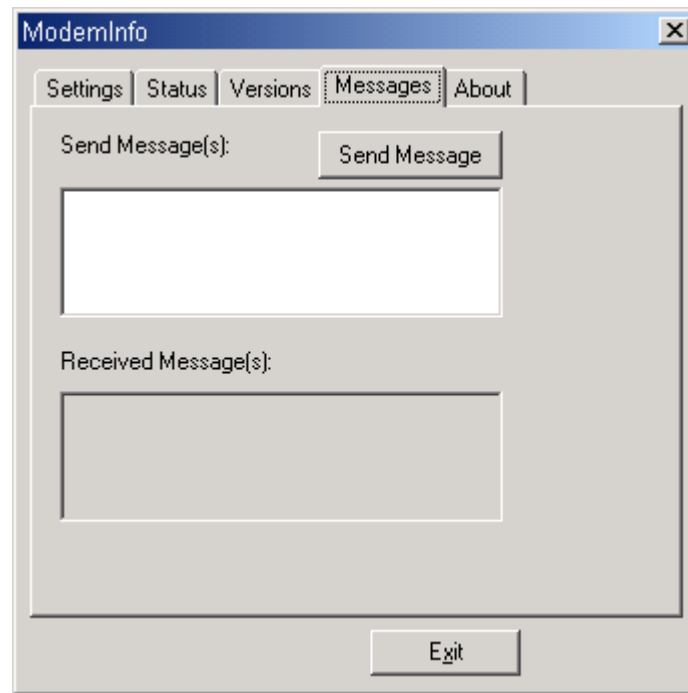 ModemInfo
Settings Status Versions Messages About
Send Message(s): Send Message
Received Message(s):
Exit